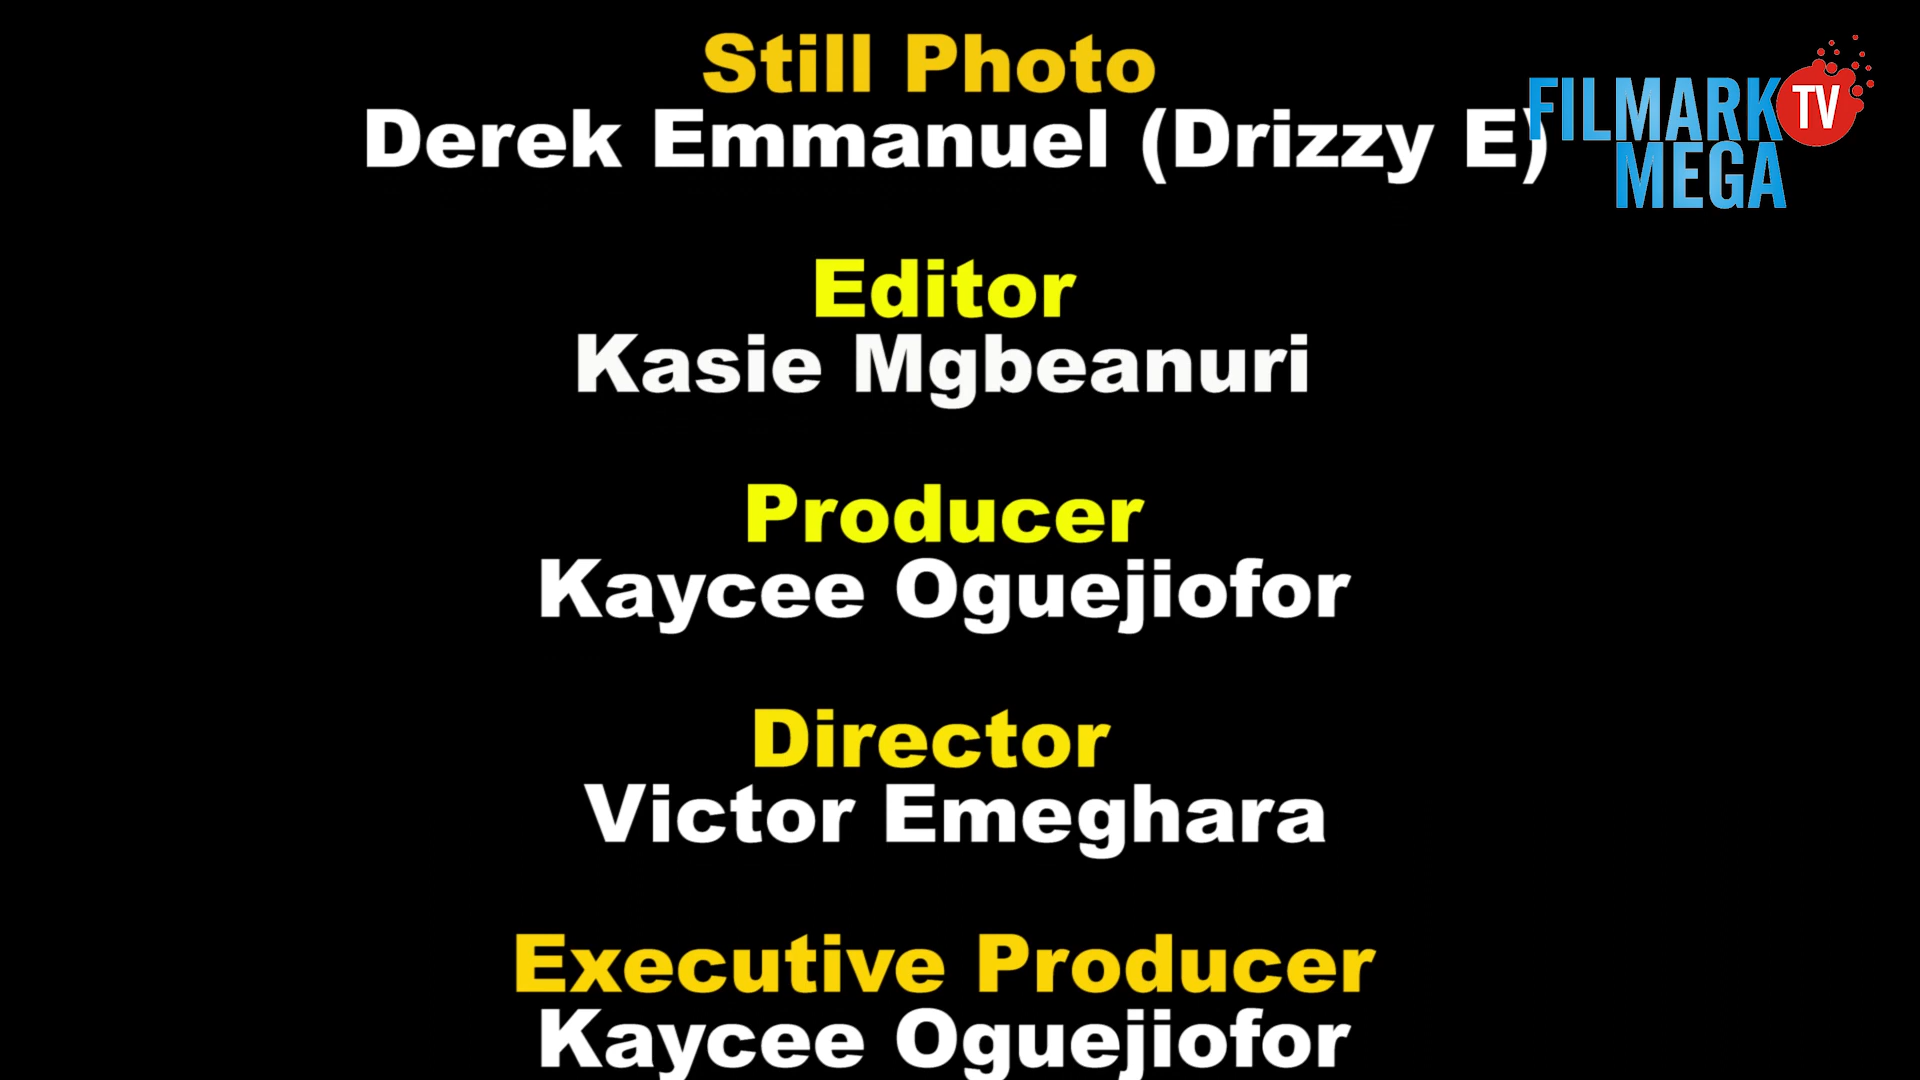 Still Photo
Derek Emmanuel (Drizzy E)
FILMARK TV
MEGA
Editor
Kasie Mgbeanuri
Producer
Kaycee Oguejiofor
Director
Victor Emeghara
Executive Producer
Kaycee Oguejiofor